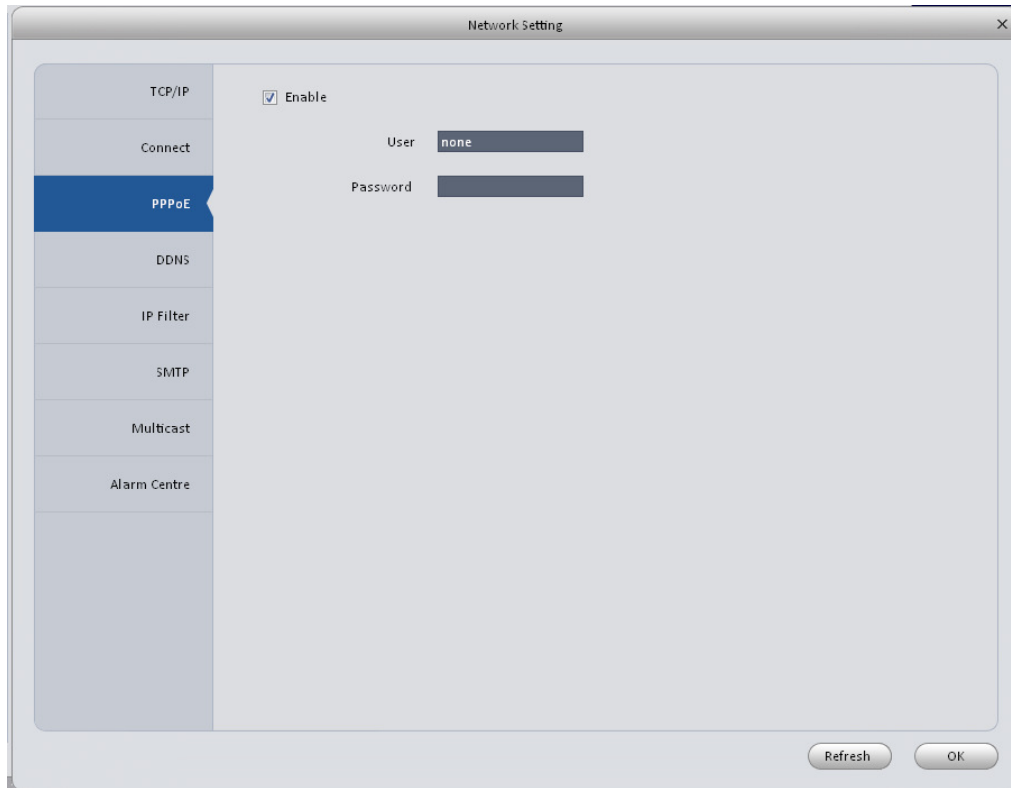 Network Setting
TCP/IP
Connect
PPPoE
DDNS
IP Filter
SMTP
Multicast
Alarm Centre
Enable
User none
Password
Refresh OK